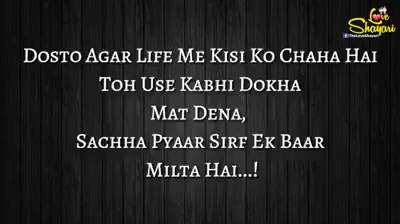 Love
Shayari
f/TheLoveShayari
Dosto Agar Life Me Kisi Ko Chaha Hai
Toh Use Kabhi Dokha
Mat Dena,
Sachha Pyaar Sirf Ek Baar
Milta Hai...!